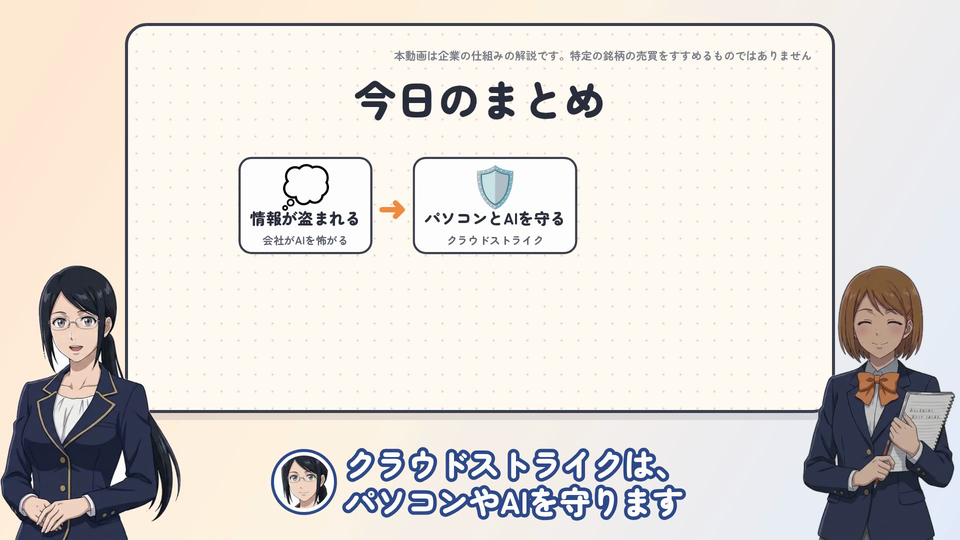 本動画は企業の仕組みの解説です。特定の銘柄の売買をすすめるものではありません
今日のまとめ
情報が盗まれる
会社がAIを怖がる
パソコンとAIを守る
クラウドストライク
クラウドストライクは、
パソコンやAIを守ります